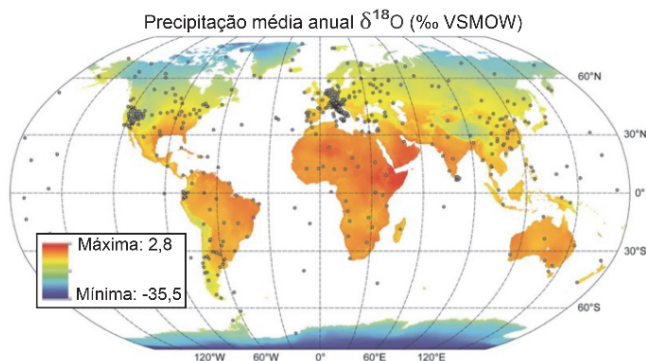 Precipitação média anual δ¹⁸O (‰ VSMOW)
60°N
30°N
0°
30°S
60°S
Máxima: 2,8
Mínima: -35,5
120°W 60°W 0° 60°E 120°E